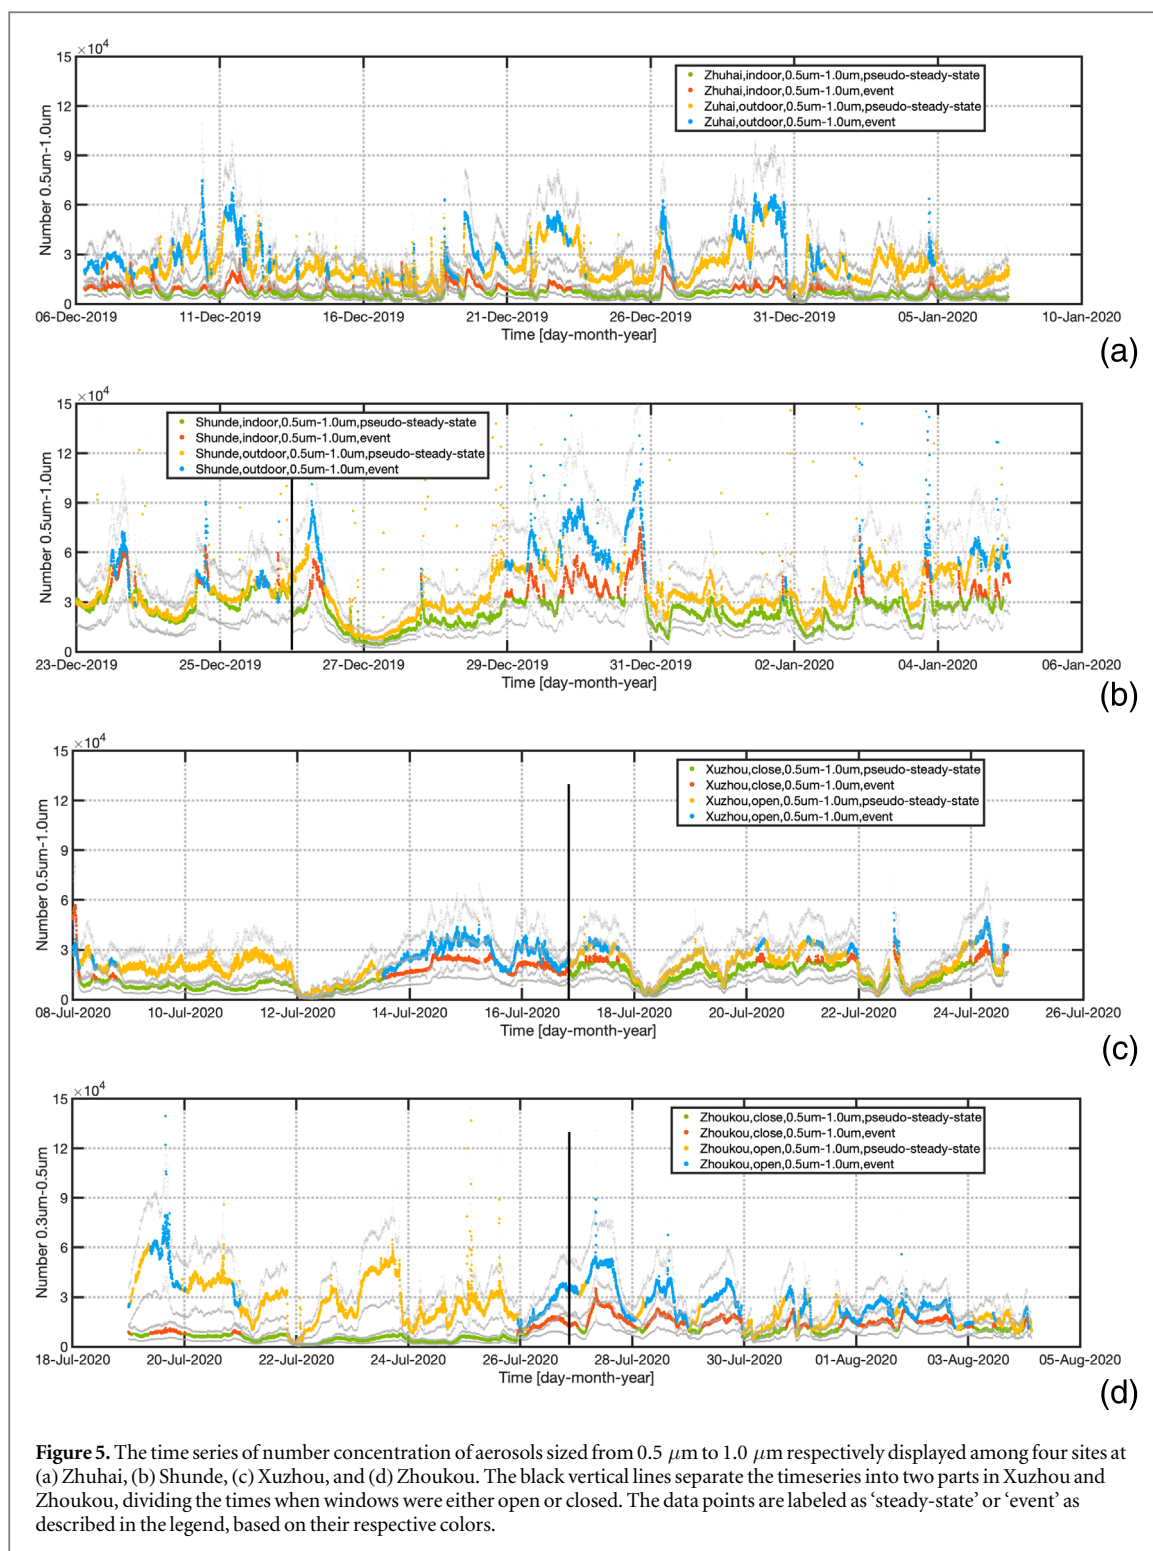 ×10⁴
15
12
9
6
3
0
Number 0.5um-1.0um
Zhuhai,indoor,0.5um-1.0um,pseudo-steady-state
Zhuhai,indoor,0.5um-1.0um,event
Zuhai,outdoor,0.5um-1.0um,pseudo-steady-state
Zuhai,outdoor,0.5um-1.0um,event
06-Dec-2019 11-Dec-2019 16-Dec-2019 21-Dec-2019 26-Dec-2019 31-Dec-2019 05-Jan-2020 10-Jan-2020
Time [day-month-year]
(a)
×10⁴
15
12
9
6
3
0
Number 0.5um-1.0um
Shunde,indoor,0.5um-1.0um,pseudo-steady-state
Shunde,indoor,0.5um-1.0um,event
Shunde,outdoor,0.5um-1.0um,pseudo-steady-state
Shunde,outdoor,0.5um-1.0um,event
23-Dec-2019 25-Dec-2019 27-Dec-2019 29-Dec-2019 31-Dec-2019 02-Jan-2020 04-Jan-2020 06-Jan-2020
Time [day-month-year]
(b)
×10⁴
15
12
9
6
3
0
Number 0.5um-1.0um
Xuzhou,close,0.5um-1.0um,pseudo-steady-state
Xuzhou,close,0.5um-1.0um,event
Xuzhou,open,0.5um-1.0um,pseudo-steady-state
Xuzhou,open,0.5um-1.0um,event
08-Jul-2020 10-Jul-2020 12-Jul-2020 14-Jul-2020 16-Jul-2020 18-Jul-2020 20-Jul-2020 22-Jul-2020 24-Jul-2020 26-Jul-2020
Time [day-month-year]
(c)
×10⁴
15
12
9
6
3
0
Number 0.3um-0.5um
Zhoukou,close,0.5um-1.0um,pseudo-steady-state
Zhoukou,close,0.5um-1.0um,event
Zhoukou,open,0.5um-1.0um,pseudo-steady-state
Zhoukou,open,0.5um-1.0um,event
18-Jul-2020 20-Jul-2020 22-Jul-2020 24-Jul-2020 26-Jul-2020 28-Jul-2020 30-Jul-2020 01-Aug-2020 03-Aug-2020 05-Aug-2020
Time [day-month-year]
(d)
Figure 5. The time series of number concentration of aerosols sized from 0.5 μm to 1.0 μm respectively displayed among four sites at
(a) Zhuhai, (b) Shunde, (c) Xuzhou, and (d) Zhoukou. The black vertical lines separate the timeseries into two parts in Xuzhou and
Zhoukou, dividing the times when windows were either open or closed. The data points are labeled as ‘steady-state’ or ‘event’ as
described in the legend, based on their respective colors.